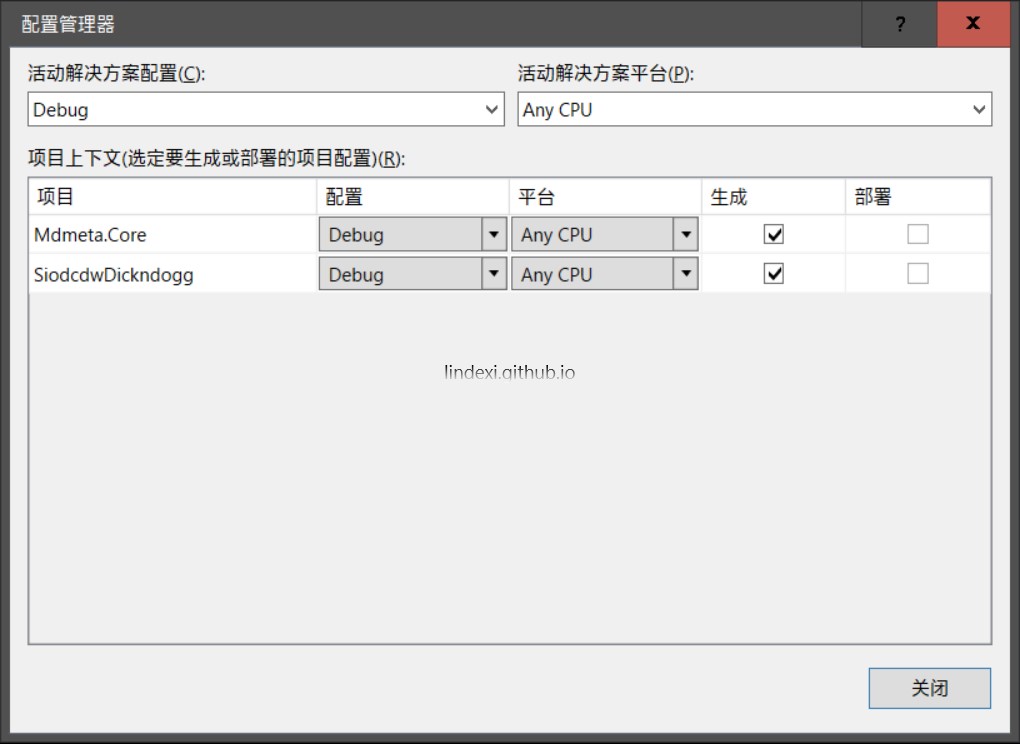 配置管理器 ? x
活动解决方案配置(C): 活动解决方案平台(P):
Debug Any CPU
项目上下文(选定要生成或部署的项目配置)(R):
项目 配置 平台 生成 部署
Mdmeta.Core Debug Any CPU
SiodcdwDickndogg Debug Any CPU
lindexi.github.io
关闭